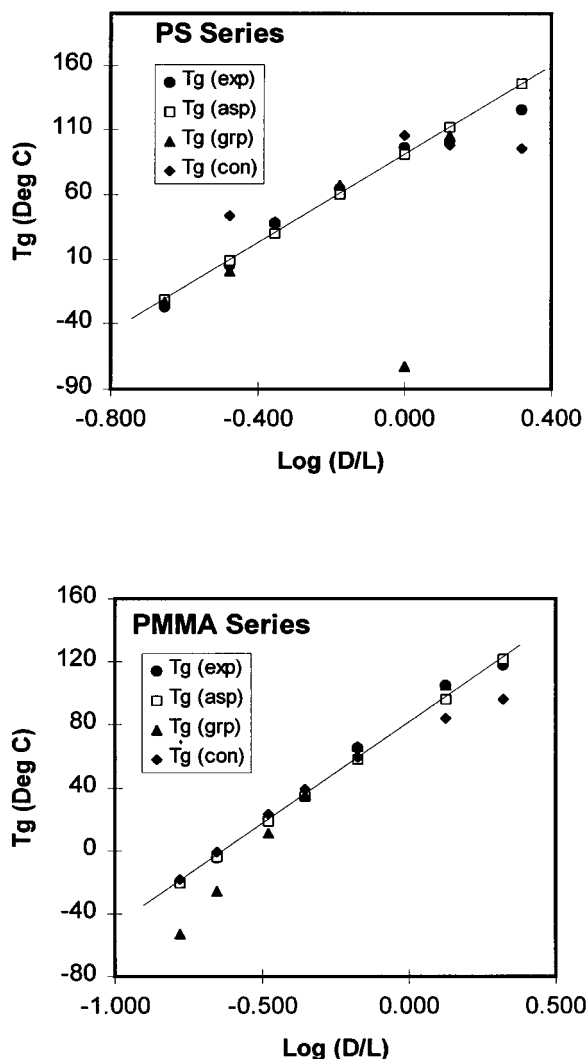 PS Series
Tg (exp)
Tg (asp)
Tg (grp)
Tg (con)
160
110
60
10
-40
-90
Tg (Deg C)
-0.800
-0.400
0.000
0.400
Log (D/L)
PMMA Series
Tg (exp)
Tg (asp)
Tg (grp)
Tg (con)
160
120
80
40
0
-40
-80
Tg (Deg C)
-1.000
-0.500
0.000
0.500
Log (D/L)